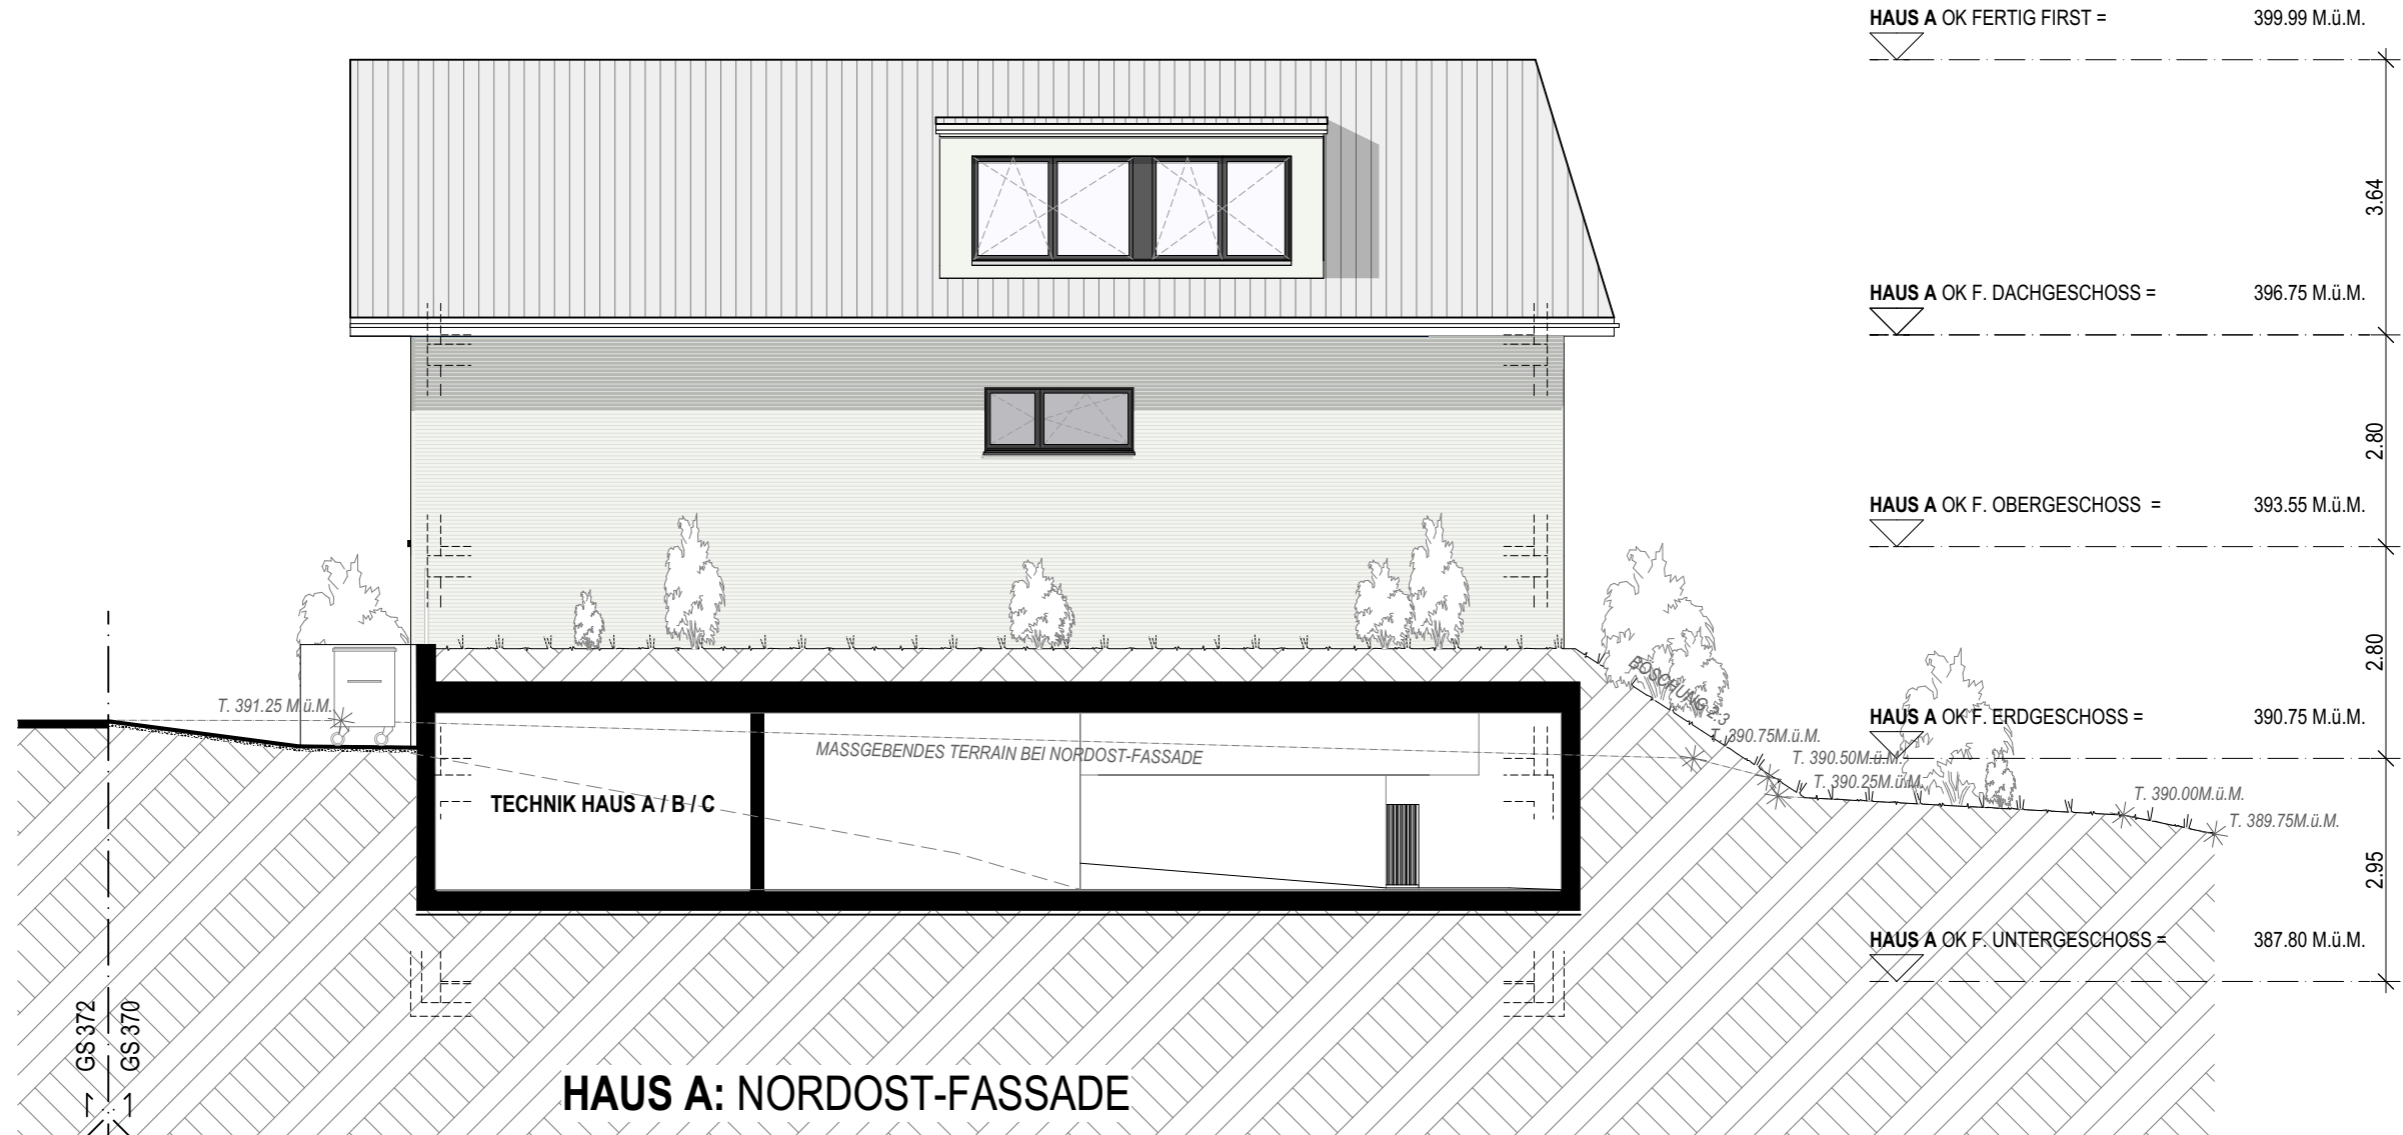 HAUS A OK FERTIG FIRST = 399.99 M.ü.M.
3.64
HAUS A OK F. DACHGESCHOSS = 396.75 M.ü.M.
2.80
HAUS A OK F. OBERGESCHOSS = 393.55 M.ü.M.
2.80
BÖSCHUNG 2:3
T. 391.25 M.ü.M.
HAUS A OK F. ERDGESCHOSS = 390.75 M.ü.M.
T. 390.75M.ü.M.
MASSGEBENDES TERRAIN BEI NORDOST-FASSADE
T. 390.50M.ü.M.
T. 390.25M.ü.M.
T. 390.00M.ü.M.
TECHNIK HAUS A / B / C
T. 389.75M.ü.M.
2.95
HAUS A OK F. UNTERGESCHOSS = 387.80 M.ü.M.
GS 372
GS 370
HAUS A: NORDOST-FASSADE